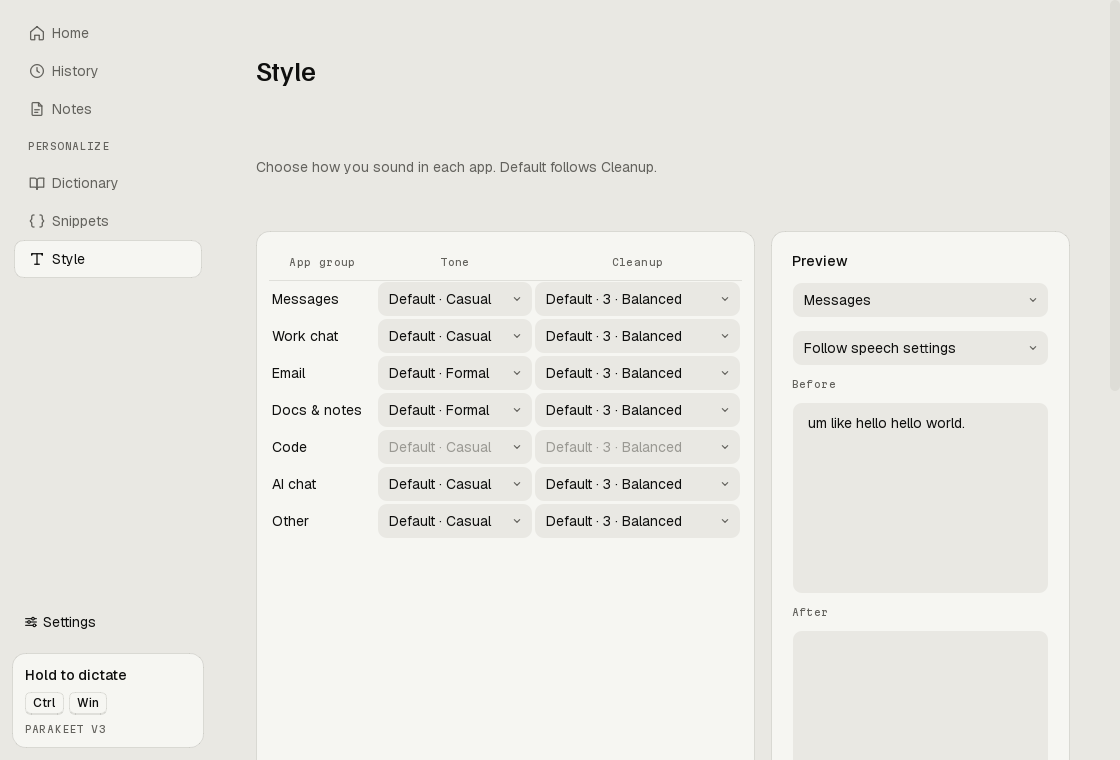 Home
History
Notes
PERSONALIZE
Dictionary
Snippets
Style
Settings
Hold to dictate
Ctrl Win
PARAKEET V3
Style
Choose how you sound in each app. Default follows Cleanup.
App group Tone Cleanup
Messages Default · Casual Default · 3 · Balanced
Work chat Default · Casual Default · 3 · Balanced
Email Default · Formal Default · 3 · Balanced
Docs & notes Default · Formal Default · 3 · Balanced
Code Default · Casual Default · 3 · Balanced
AI chat Default · Casual Default · 3 · Balanced
Other Default · Casual Default · 3 · Balanced
Preview
Messages
Follow speech settings
Before
um like hello hello world.
After